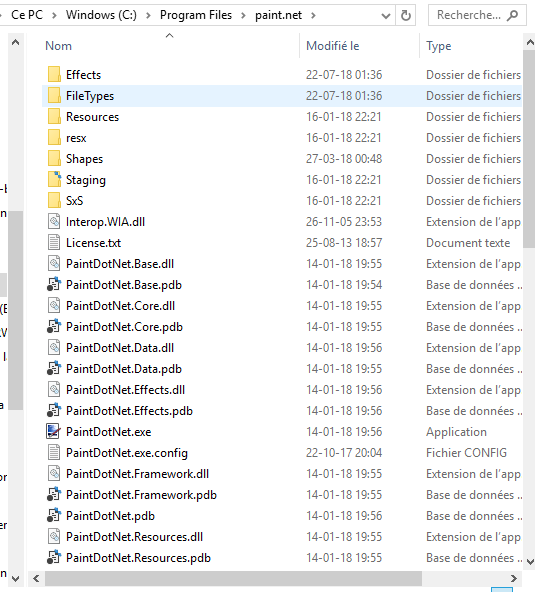 Ce PC > Windows (C:) > Program Files > paint.net > Recherche...
Nom Modifié le Type
Effects 22-07-18 01:36 Dossier de fichiers
FileTypes 22-07-18 01:36 Dossier de fichiers
Resources 16-01-18 22:21 Dossier de fichiers
resx 16-01-18 22:21 Dossier de fichiers
Shapes 27-03-18 00:48 Dossier de fichiers
Staging 16-01-18 22:21 Dossier de fichiers
SxS 16-01-18 22:21 Dossier de fichiers
Interop.WIA.dll 26-11-05 23:53 Extension de l'app
License.txt 25-08-13 18:57 Document texte
PaintDotNet.Base.dll 14-01-18 19:55 Extension de l'app
PaintDotNet.Base.pdb 14-01-18 19:54 Base de données ...
PaintDotNet.Core.dll 14-01-18 19:55 Extension de l'app
PaintDotNet.Core.pdb 14-01-18 19:55 Base de données ...
PaintDotNet.Data.dll 14-01-18 19:56 Extension de l'app
PaintDotNet.Data.pdb 14-01-18 19:55 Base de données ...
PaintDotNet.Effects.dll 14-01-18 19:56 Extension de l'app
PaintDotNet.Effects.pdb 14-01-18 19:56 Base de données ...
PaintDotNet.exe 14-01-18 19:56 Application
PaintDotNet.exe.config 22-10-17 20:04 Fichier CONFIG
PaintDotNet.Framework.dll 14-01-18 19:55 Extension de l'app
PaintDotNet.Framework.pdb 14-01-18 19:55 Base de données ...
PaintDotNet.pdb 14-01-18 19:56 Base de données ...
PaintDotNet.Resources.dll 14-01-18 19:55 Extension de l'app
PaintDotNet.Resources.pdb 14-01-18 19:55 Base de données ...